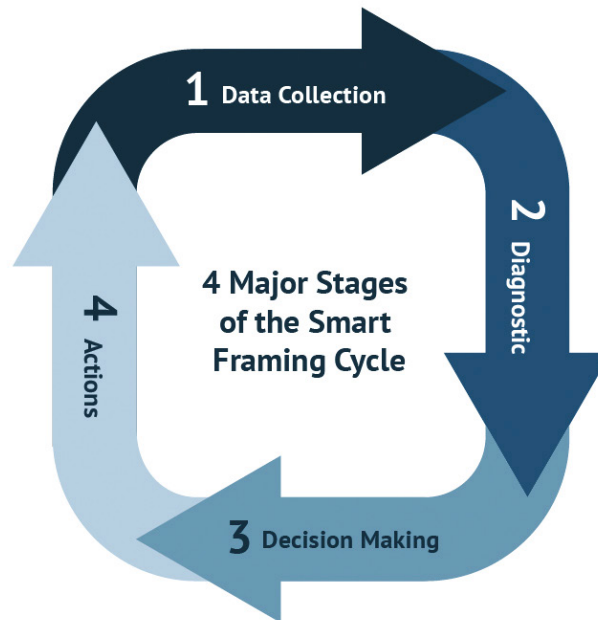 1 Data Collection
2 Diagnostic
4 Major Stages
of the Smart
Framing Cycle
3 Decision Making
4 Actions